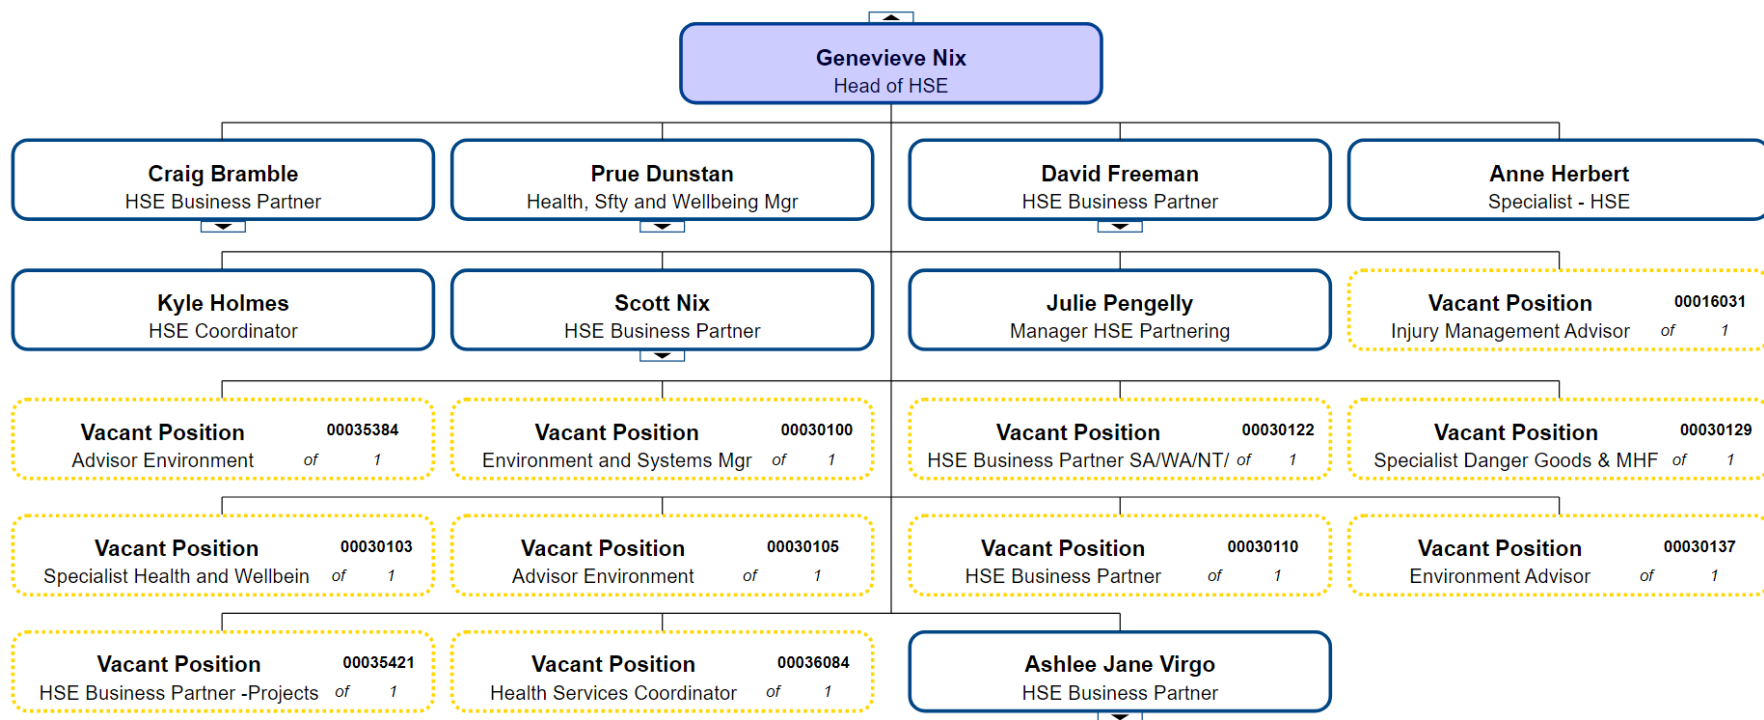 Genevieve Nix
Head of HSE
Craig Bramble
HSE Business Partner
Prue Dunstan
Health, Sfty and Wellbeing Mgr
David Freeman
HSE Business Partner
Anne Herbert
Specialist - HSE
Kyle Holmes
HSE Coordinator
Scott Nix
HSE Business Partner
Julie Pengelly
Manager HSE Partnering
Vacant Position 00016031
Injury Management Advisor of 1
Vacant Position 00035384
Advisor Environment of 1
Vacant Position 00030100
Environment and Systems Mgr of 1
Vacant Position 00030122
HSE Business Partner SA/WA/NT/ of 1
Vacant Position 00030129
Specialist Danger Goods & MHF of 1
Vacant Position 00030103
Specialist Health and Wellbein of 1
Vacant Position 00030105
Advisor Environment of 1
Vacant Position 00030110
HSE Business Partner of 1
Vacant Position 00030137
Environment Advisor of 1
Vacant Position 00035421
HSE Business Partner -Projects of 1
Vacant Position 00036084
Health Services Coordinator of 1
Ashlee Jane Virgo
HSE Business Partner